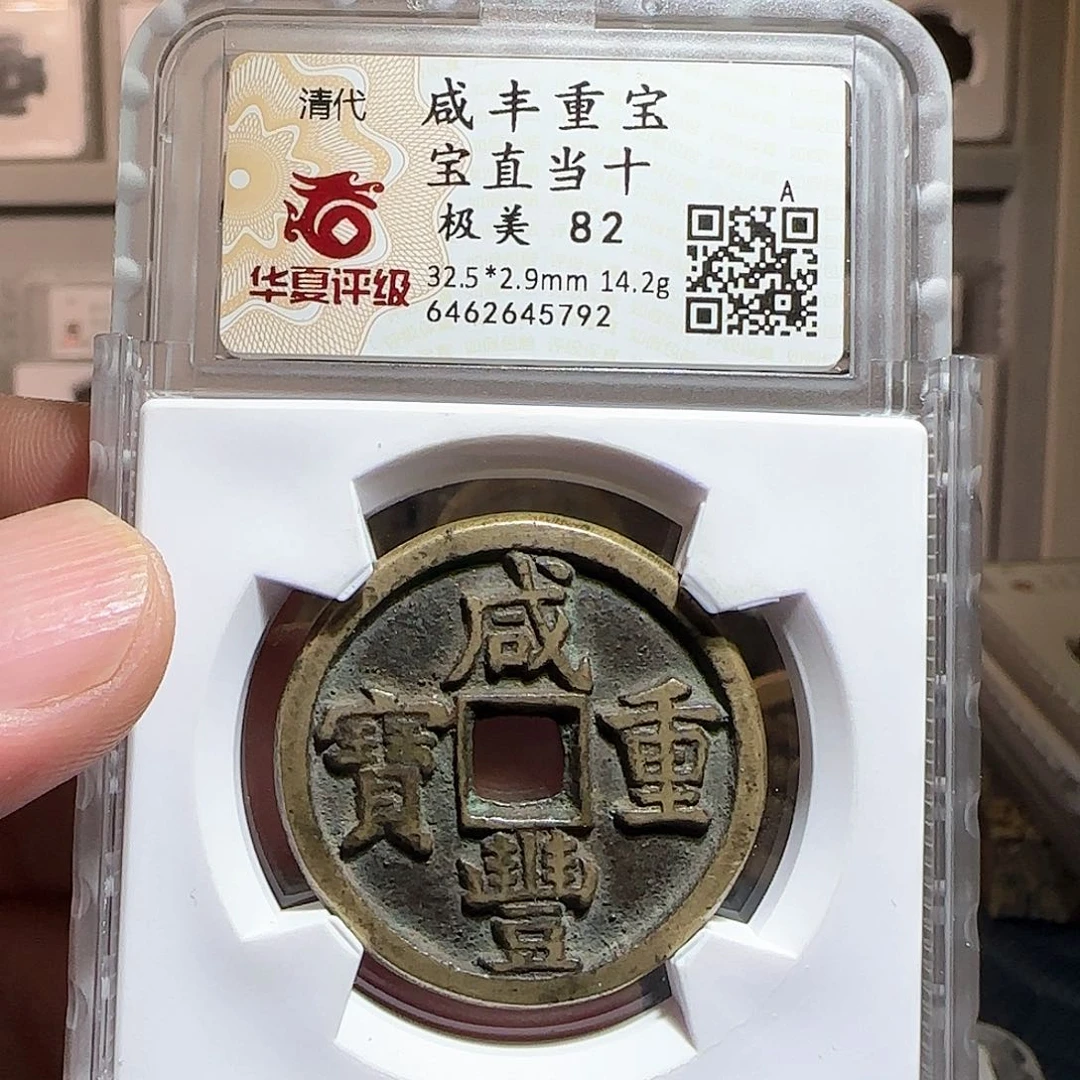 清代
咸丰重宝
宝直当十
极美 82
华夏评级
32.5*2.9mm 14.2g
6462645792
A
咸
豐
重
寶